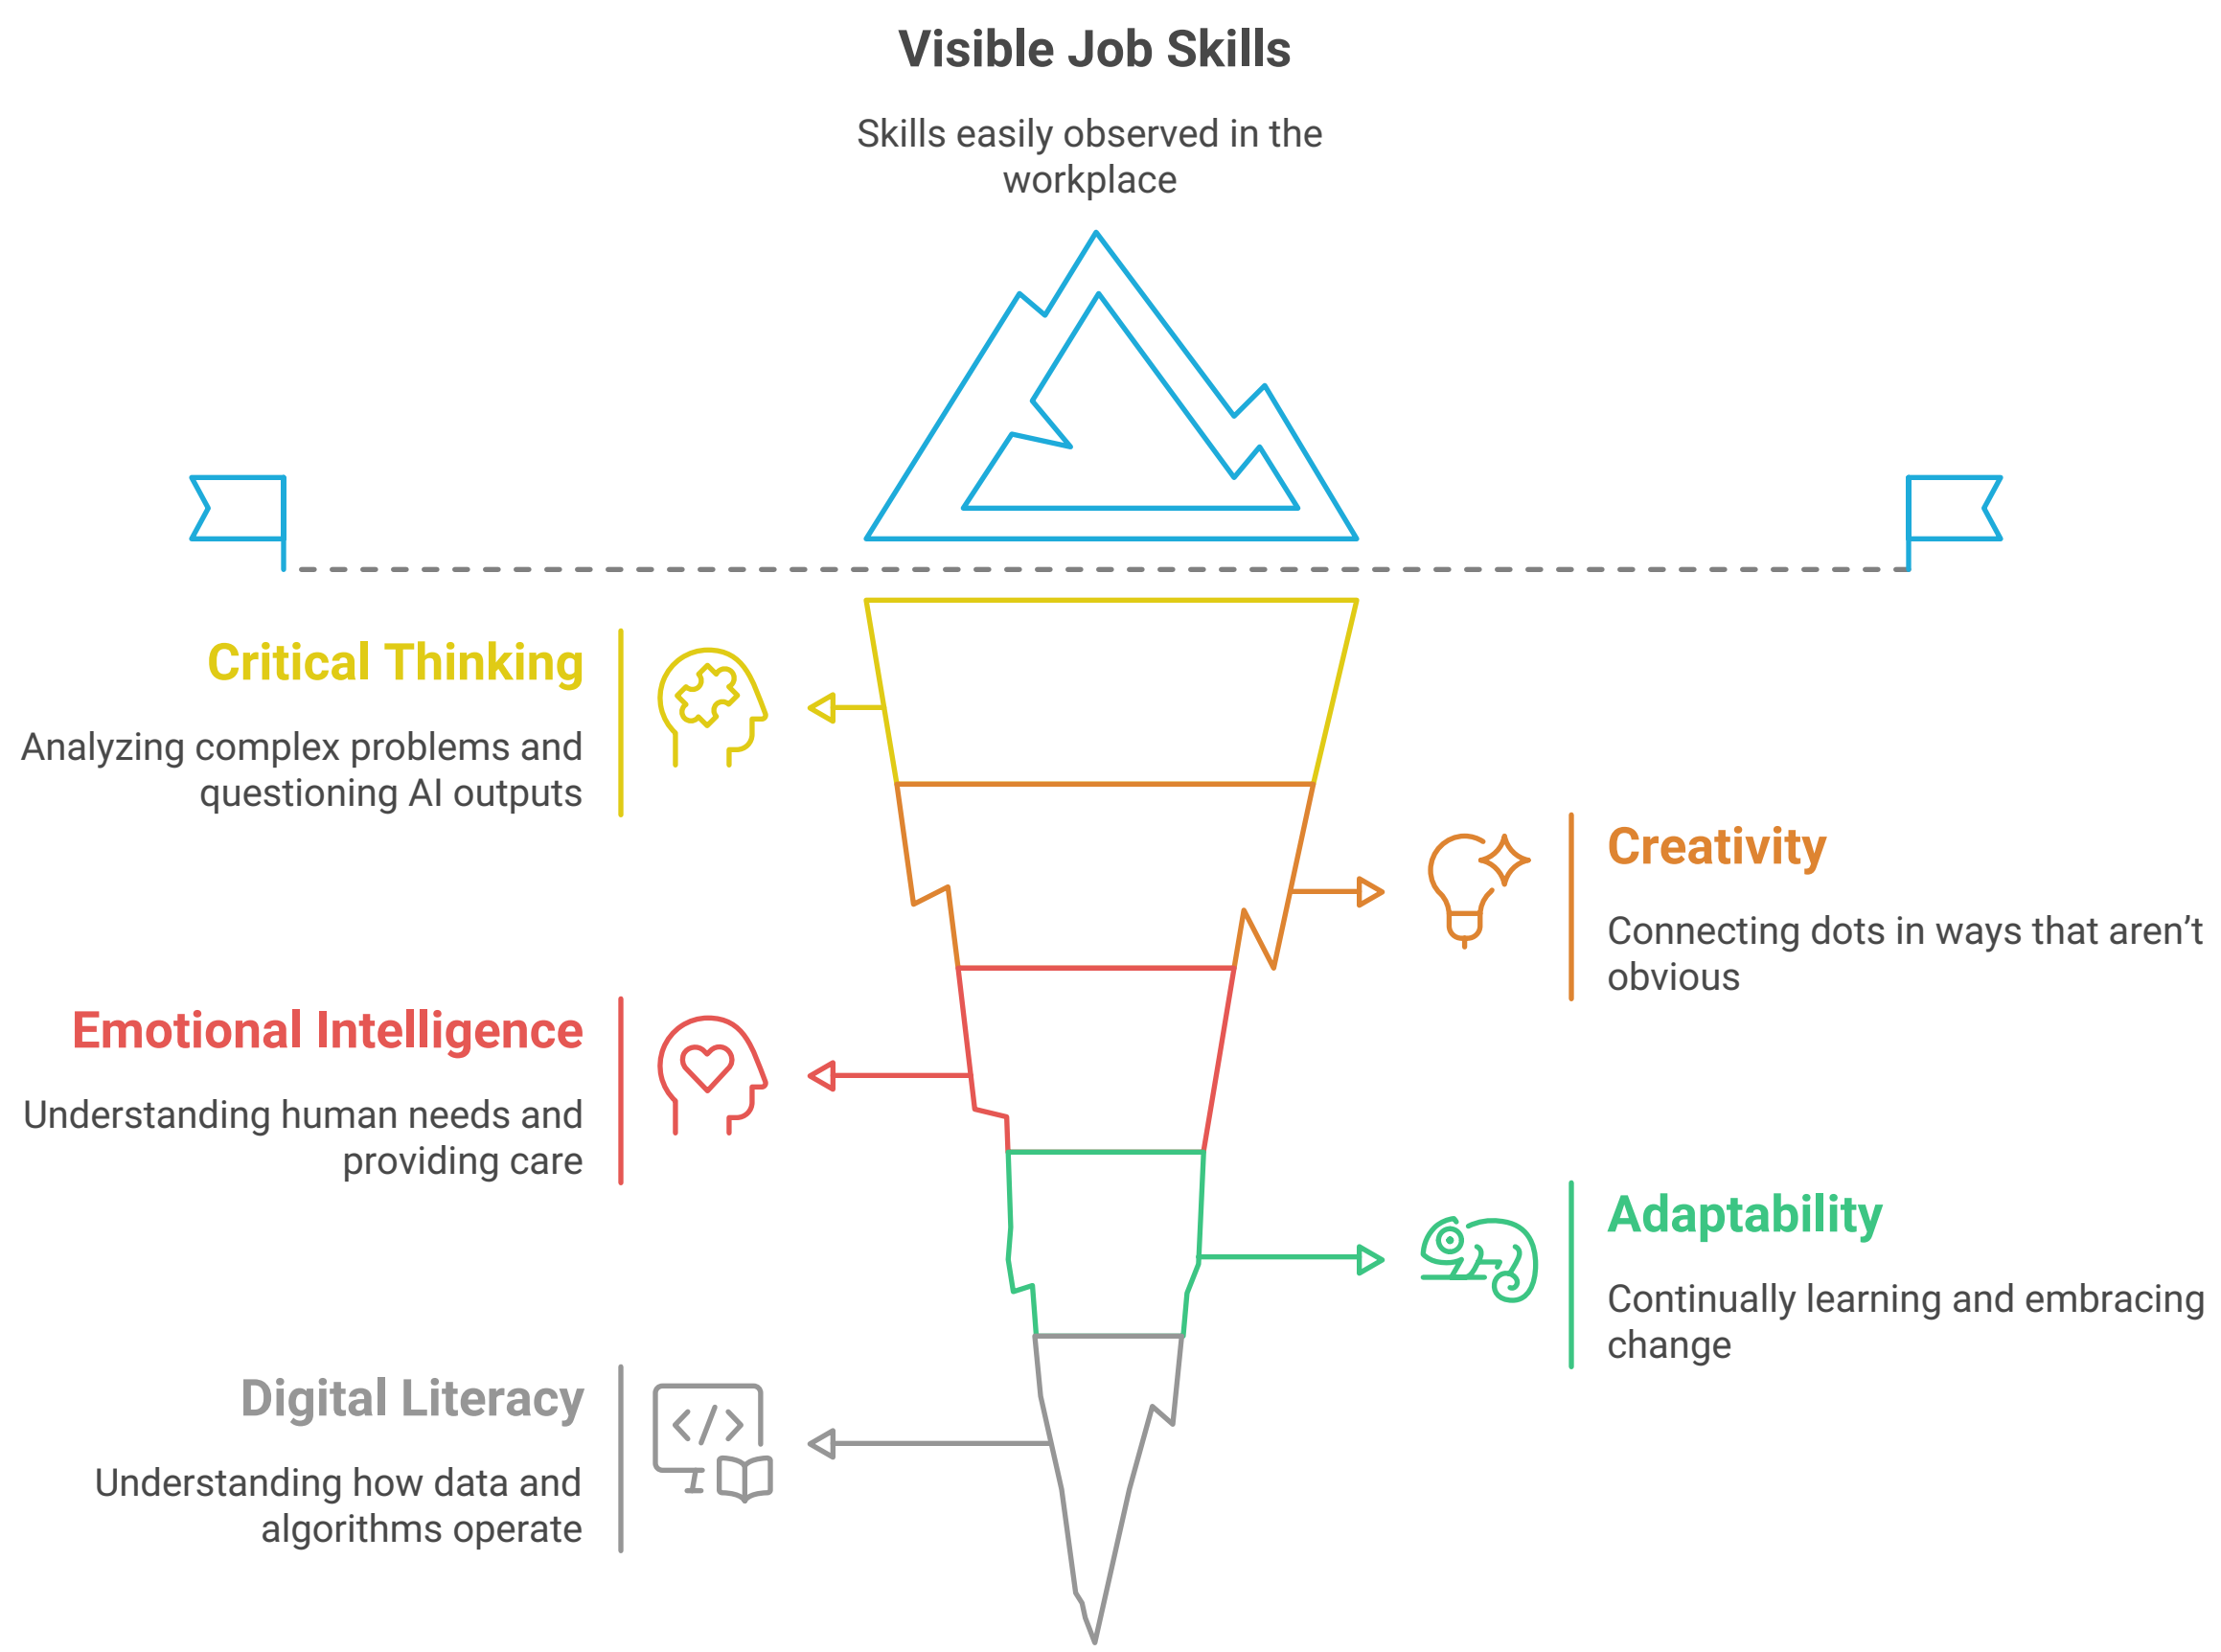 Visible Job Skills
Skills easily observed in the
workplace
Critical Thinking
Analyzing complex problems and
questioning AI outputs
Creativity
Connecting dots in ways that aren’t
obvious
Emotional Intelligence
Understanding human needs and
providing care
Adaptability
Continually learning and embracing
change
Digital Literacy
Understanding how data and
algorithms operate